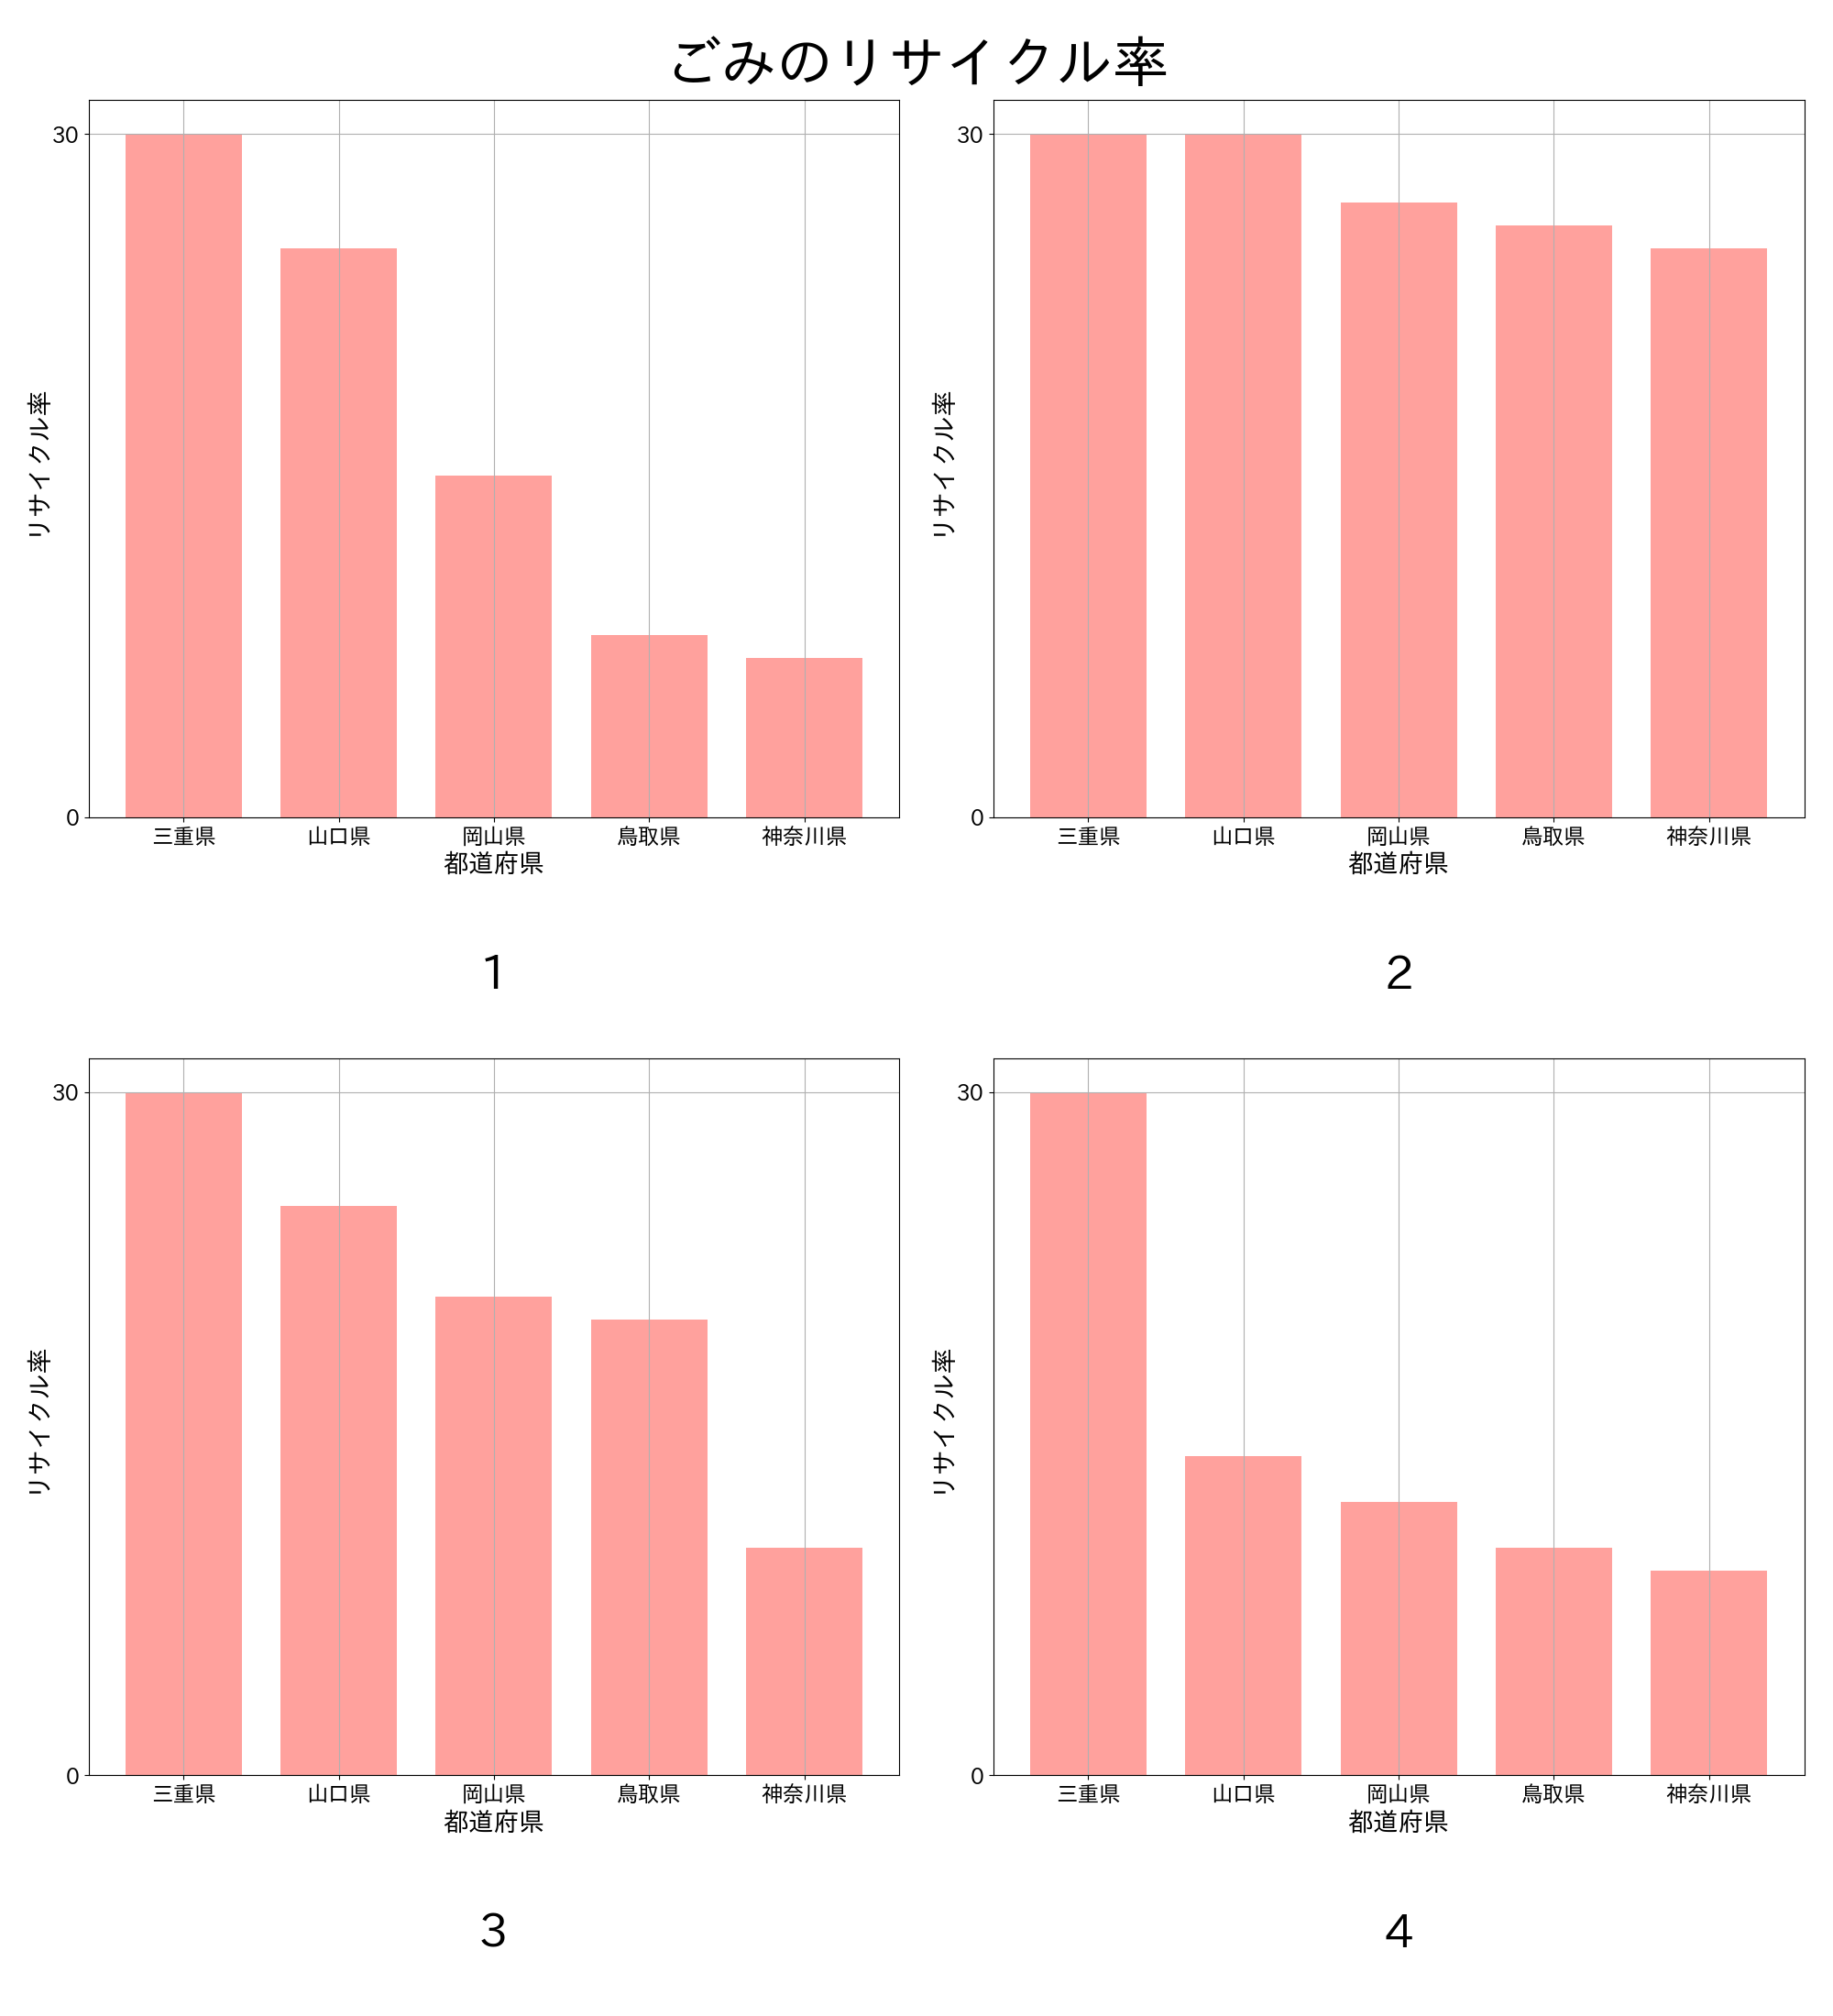 ごみのリサイクル率
30
0
リサイクル率
三重県 山口県 岡山県 鳥取県 神奈川県
都道府県
1
30
0
リサイクル率
三重県 山口県 岡山県 鳥取県 神奈川県
都道府県
2
30
0
リサイクル率
三重県 山口県 岡山県 鳥取県 神奈川県
都道府県
3
30
0
リサイクル率
三重県 山口県 岡山県 鳥取県 神奈川県
都道府県
4